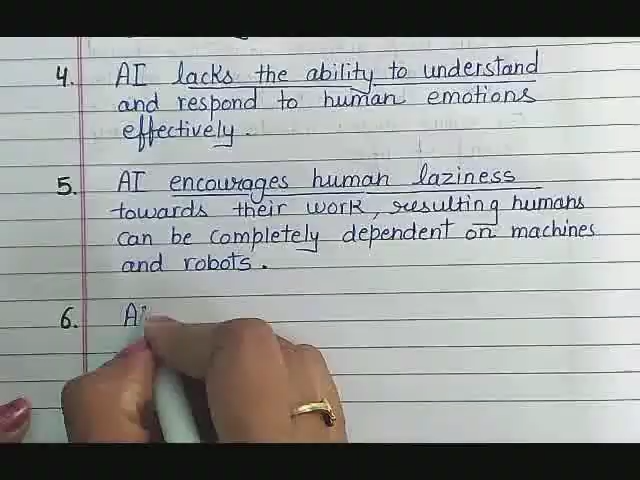 4. AI lacks the ability to understand
and respond to human emotions
effectively.
5. AI encourages human laziness
towards their work, resulting humans
can be completely dependent on machines
and robots.
6. AI